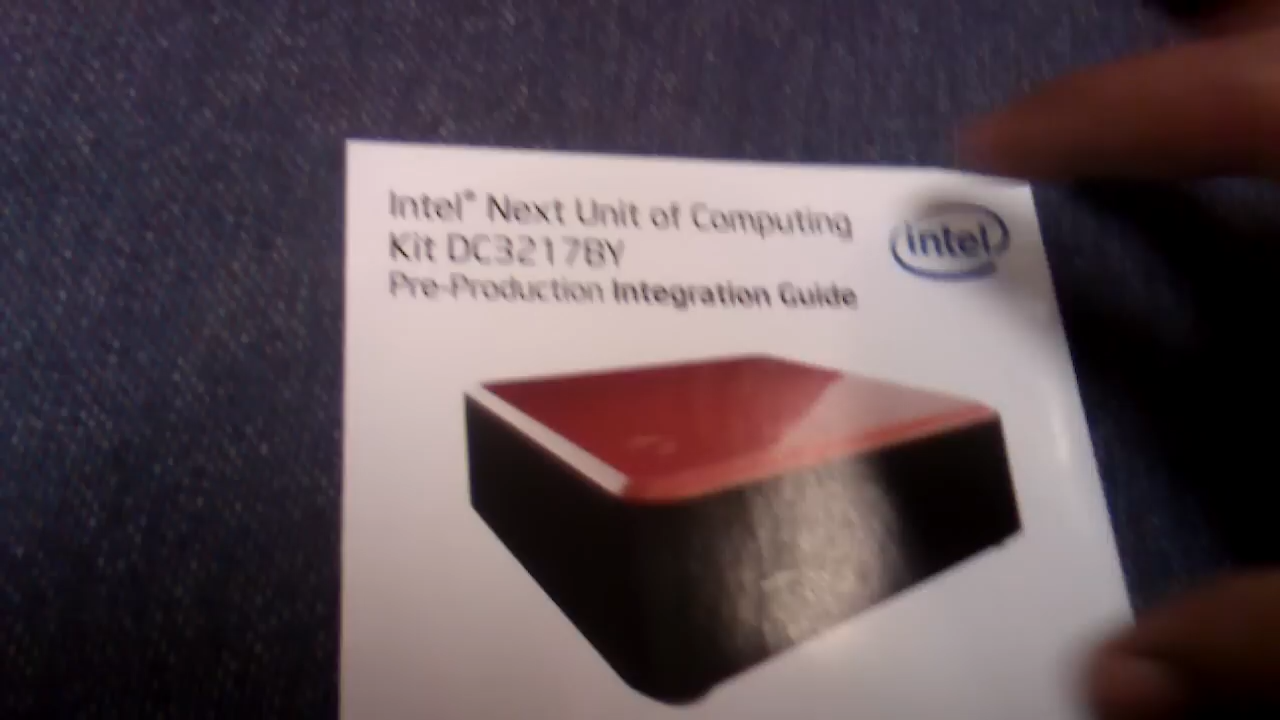 Intel® Next Unit of Computing
Kit DC3217BY
Pre-Production Integration Guide
intel